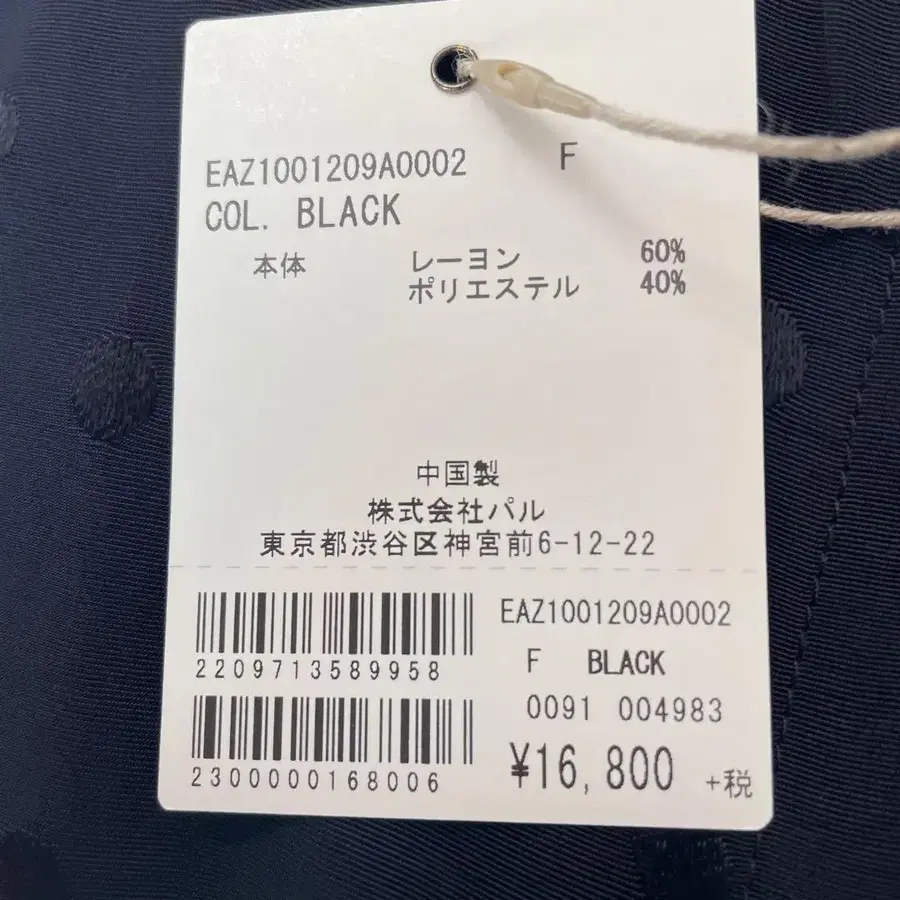 EAZ1001209A0002 F
COL. BLACK
本体 レーヨン 60%
ポリエステル 40%
中国製
株式会社パル
東京都渋谷区神宮前6-12-22
EAZ1001209A0002
2209713589958
F BLACK
0091 004983
2300000168006
¥16,800 +税